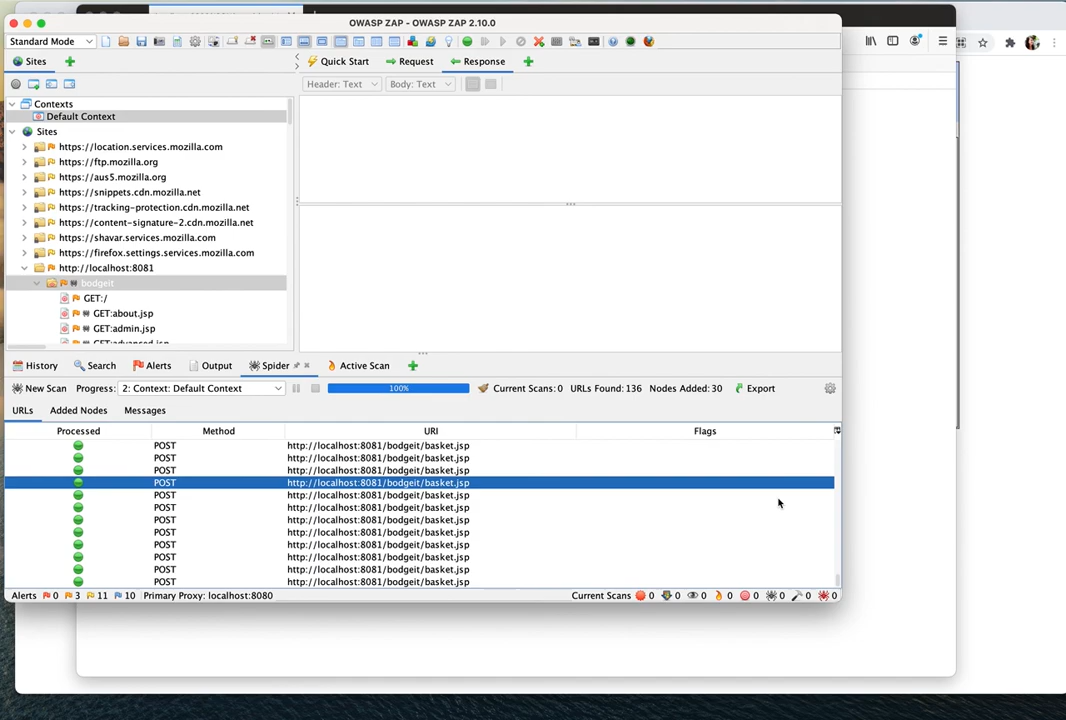 OWASP ZAP - OWASP ZAP 2.10.0
Standard Mode
Sites
Quick Start
Request
Response
Header: Text
Body: Text
Contexts
Default Context
Sites
https://location.services.mozilla.com
https://ftp.mozilla.org
https://aus5.mozilla.org
https://snippets.cdn.mozilla.net
https://tracking-protection.cdn.mozilla.net
https://content-signature-2.cdn.mozilla.net
https://shavar.services.mozilla.com
https://firefox.settings.services.mozilla.com
http://localhost:8081
bodgeit
GET:/
GET:about.jsp
GET:admin.jsp
GET:advanced.jsp
History
Search
Alerts
Output
Spider
Active Scan
New Scan
Progress: 2: Context: Default Context
100%
Current Scans: 0
URLs Found: 136
Nodes Added: 30
Export
URLs
Added Nodes
Messages
Processed
Method
URI
Flags
POST http://localhost:8081/bodgeit/basket.jsp
POST http://localhost:8081/bodgeit/basket.jsp
POST http://localhost:8081/bodgeit/basket.jsp
POST http://localhost:8081/bodgeit/basket.jsp
POST http://localhost:8081/bodgeit/basket.jsp
POST http://localhost:8081/bodgeit/basket.jsp
POST http://localhost:8081/bodgeit/basket.jsp
POST http://localhost:8081/bodgeit/basket.jsp
POST http://localhost:8081/bodgeit/basket.jsp
POST http://localhost:8081/bodgeit/basket.jsp
POST http://localhost:8081/bodgeit/basket.jsp
POST http://localhost:8081/bodgeit/basket.jsp
Alerts 0 3 11 10 Primary Proxy: localhost:8080
Current Scans 0 0 0 0 0 0 0 0